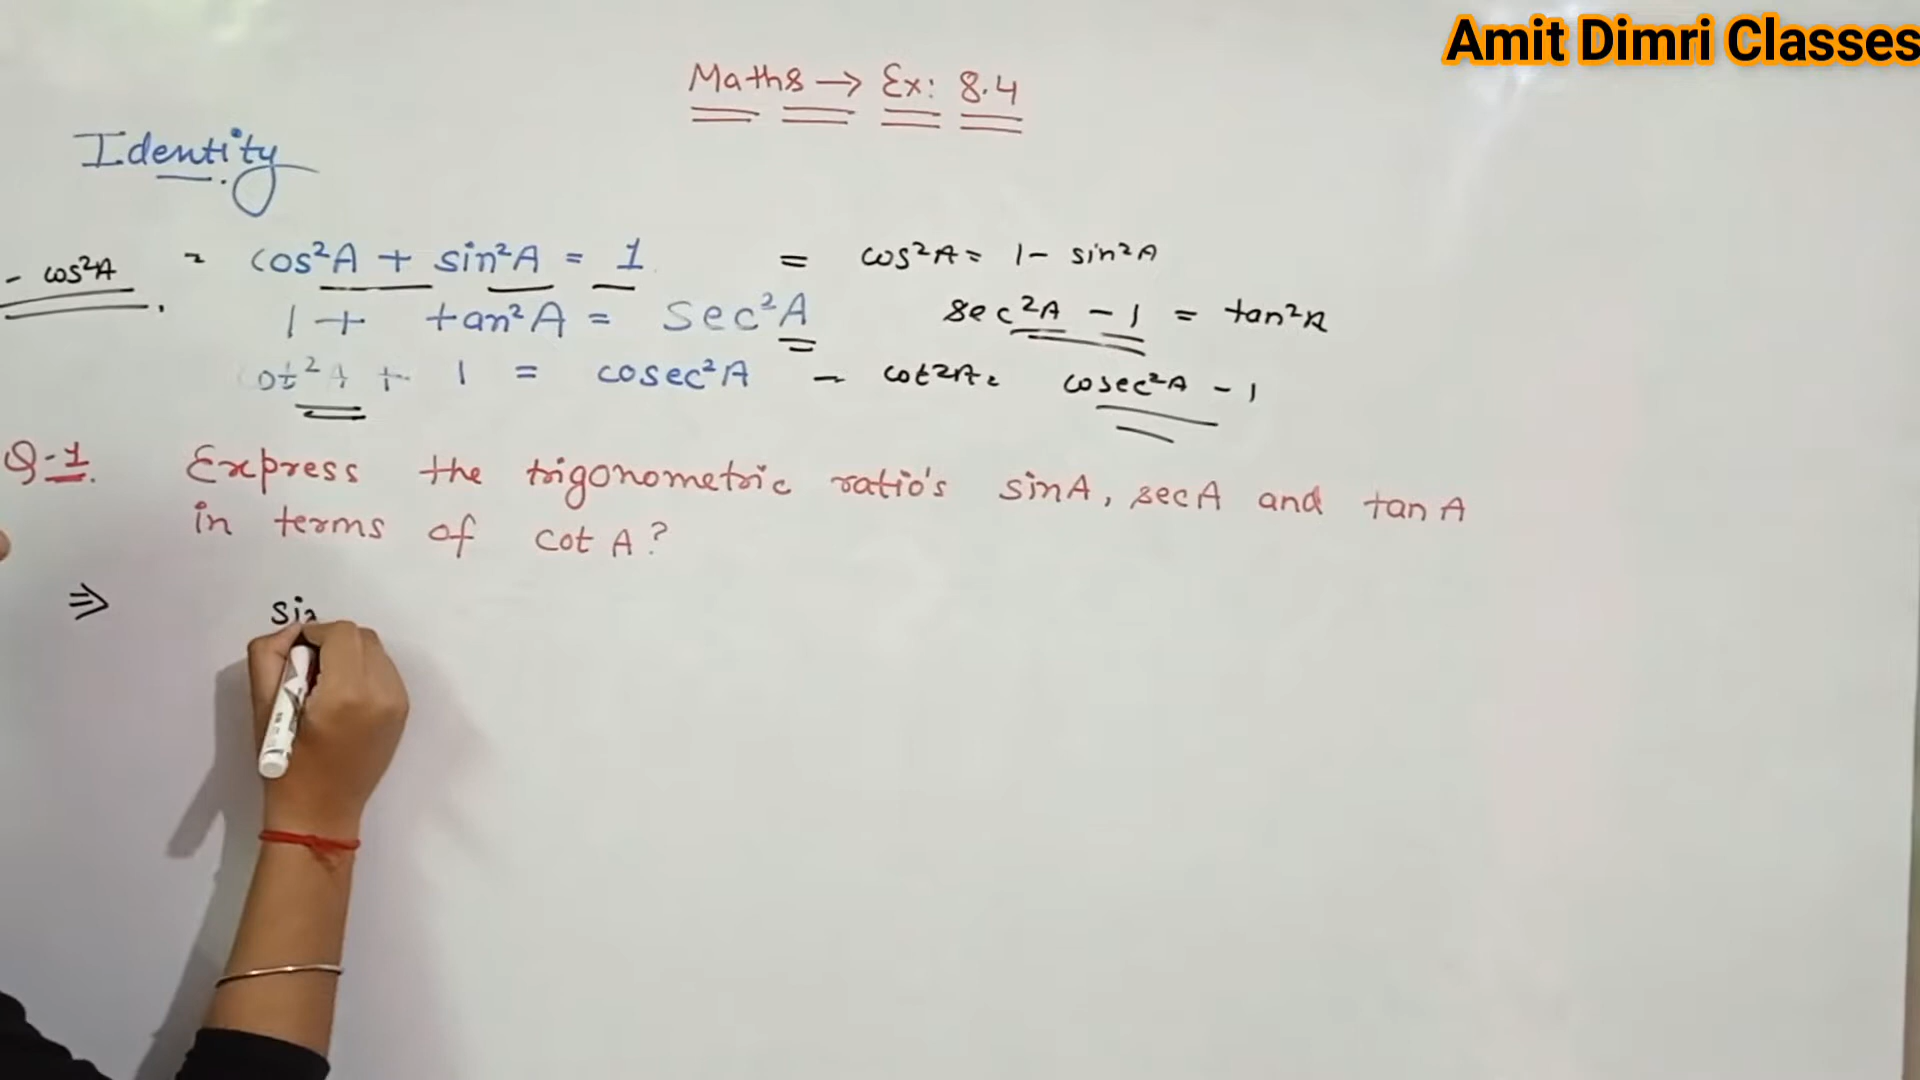 Amit Dimri Classes
Maths → Ex: 8.4
Identity
- cos²A = cos²A + sin²A = 1 = cos²A = 1 - sin²A
1 + tan²A = sec²A sec²A - 1 = tan²A
cot²A + 1 = cosec²A - cot²A = cosec²A - 1
Q-1. Express the trigonometric ratio's sinA, secA and tan A
in terms of cot A?
⇒ sin